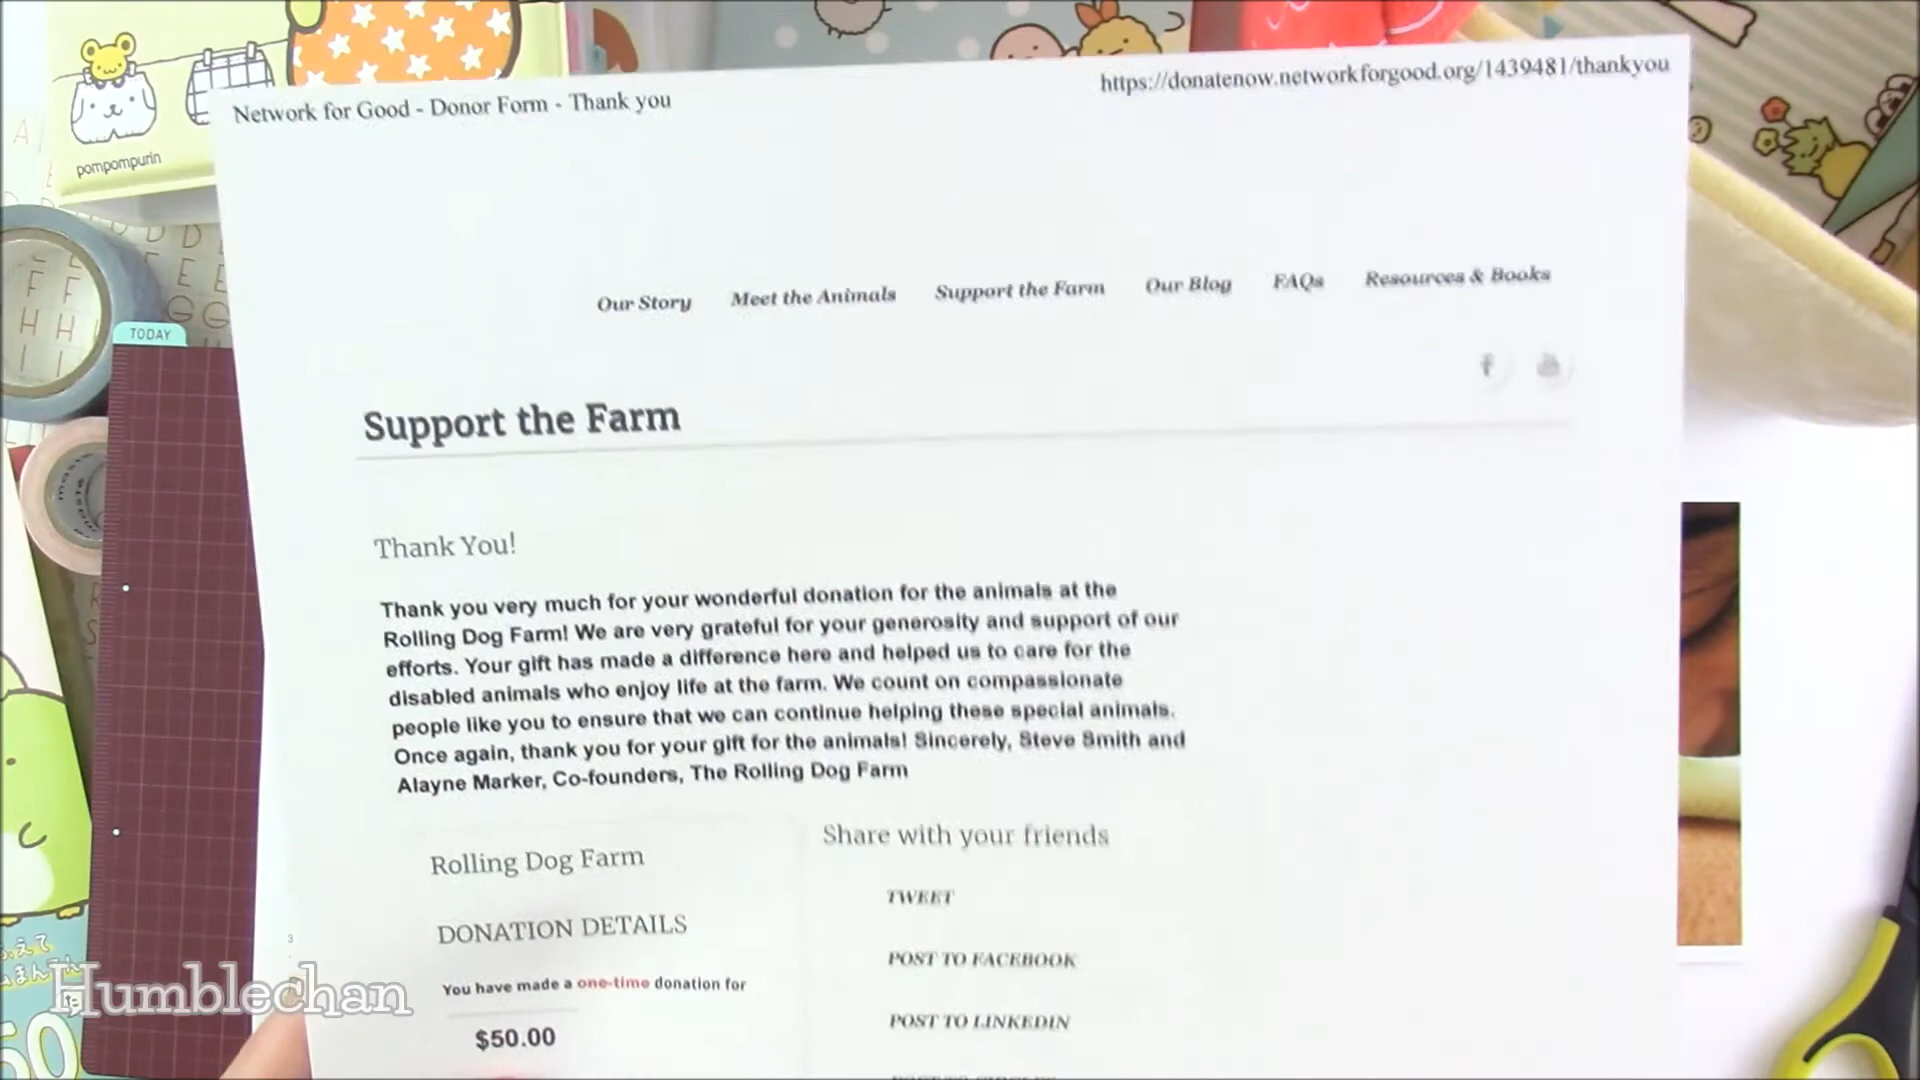 pompompurin
TODAY
Network for Good - Donor Form - Thank you
https://donatenow.networkforgood.org/1439481/thankyou
Our Story Meet the Animals Support the Farm Our Blog FAQs Resources & Books
Support the Farm
Thank You!
Thank you very much for your wonderful donation for the animals at the
Rolling Dog Farm! We are very grateful for your generosity and support of our
efforts. Your gift has made a difference here and helped us to care for the
disabled animals who enjoy life at the farm. We count on compassionate
people like you to ensure that we can continue helping these special animals.
Once again, thank you for your gift for the animals! Sincerely, Steve Smith and
Alayne Marker, Co-founders, The Rolling Dog Farm
Rolling Dog Farm
DONATION DETAILS
You have made a one-time donation for
$50.00
Share with your friends
TWEET
POST TO FACEBOOK
POST TO LINKEDIN
Humblechan